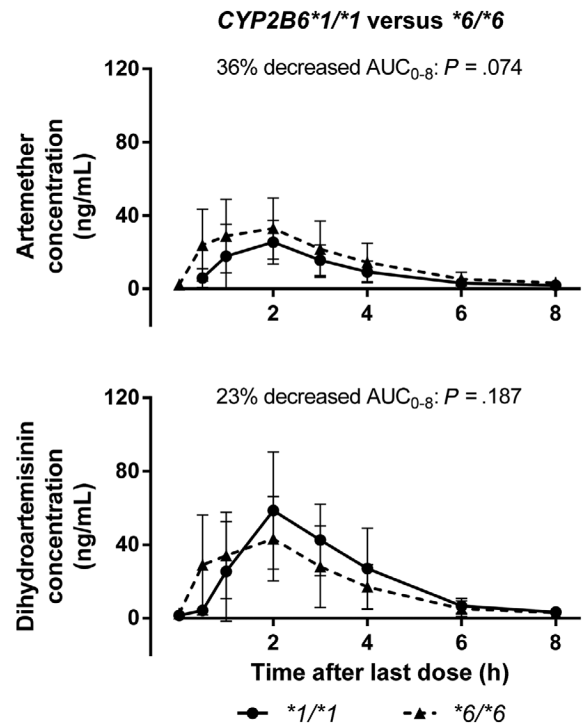 CYP2B6*1/*1 versus *6/*6
36% decreased AUC0-8: P = .074
Artemether
concentration
(ng/mL)
120
80
40
0
2 4 6 8
23% decreased AUC0-8: P = .187
Dihydroartemisinin
concentration
(ng/mL)
120
80
40
0
2 4 6 8
Time after last dose (h)
*1/*1 *6/*6